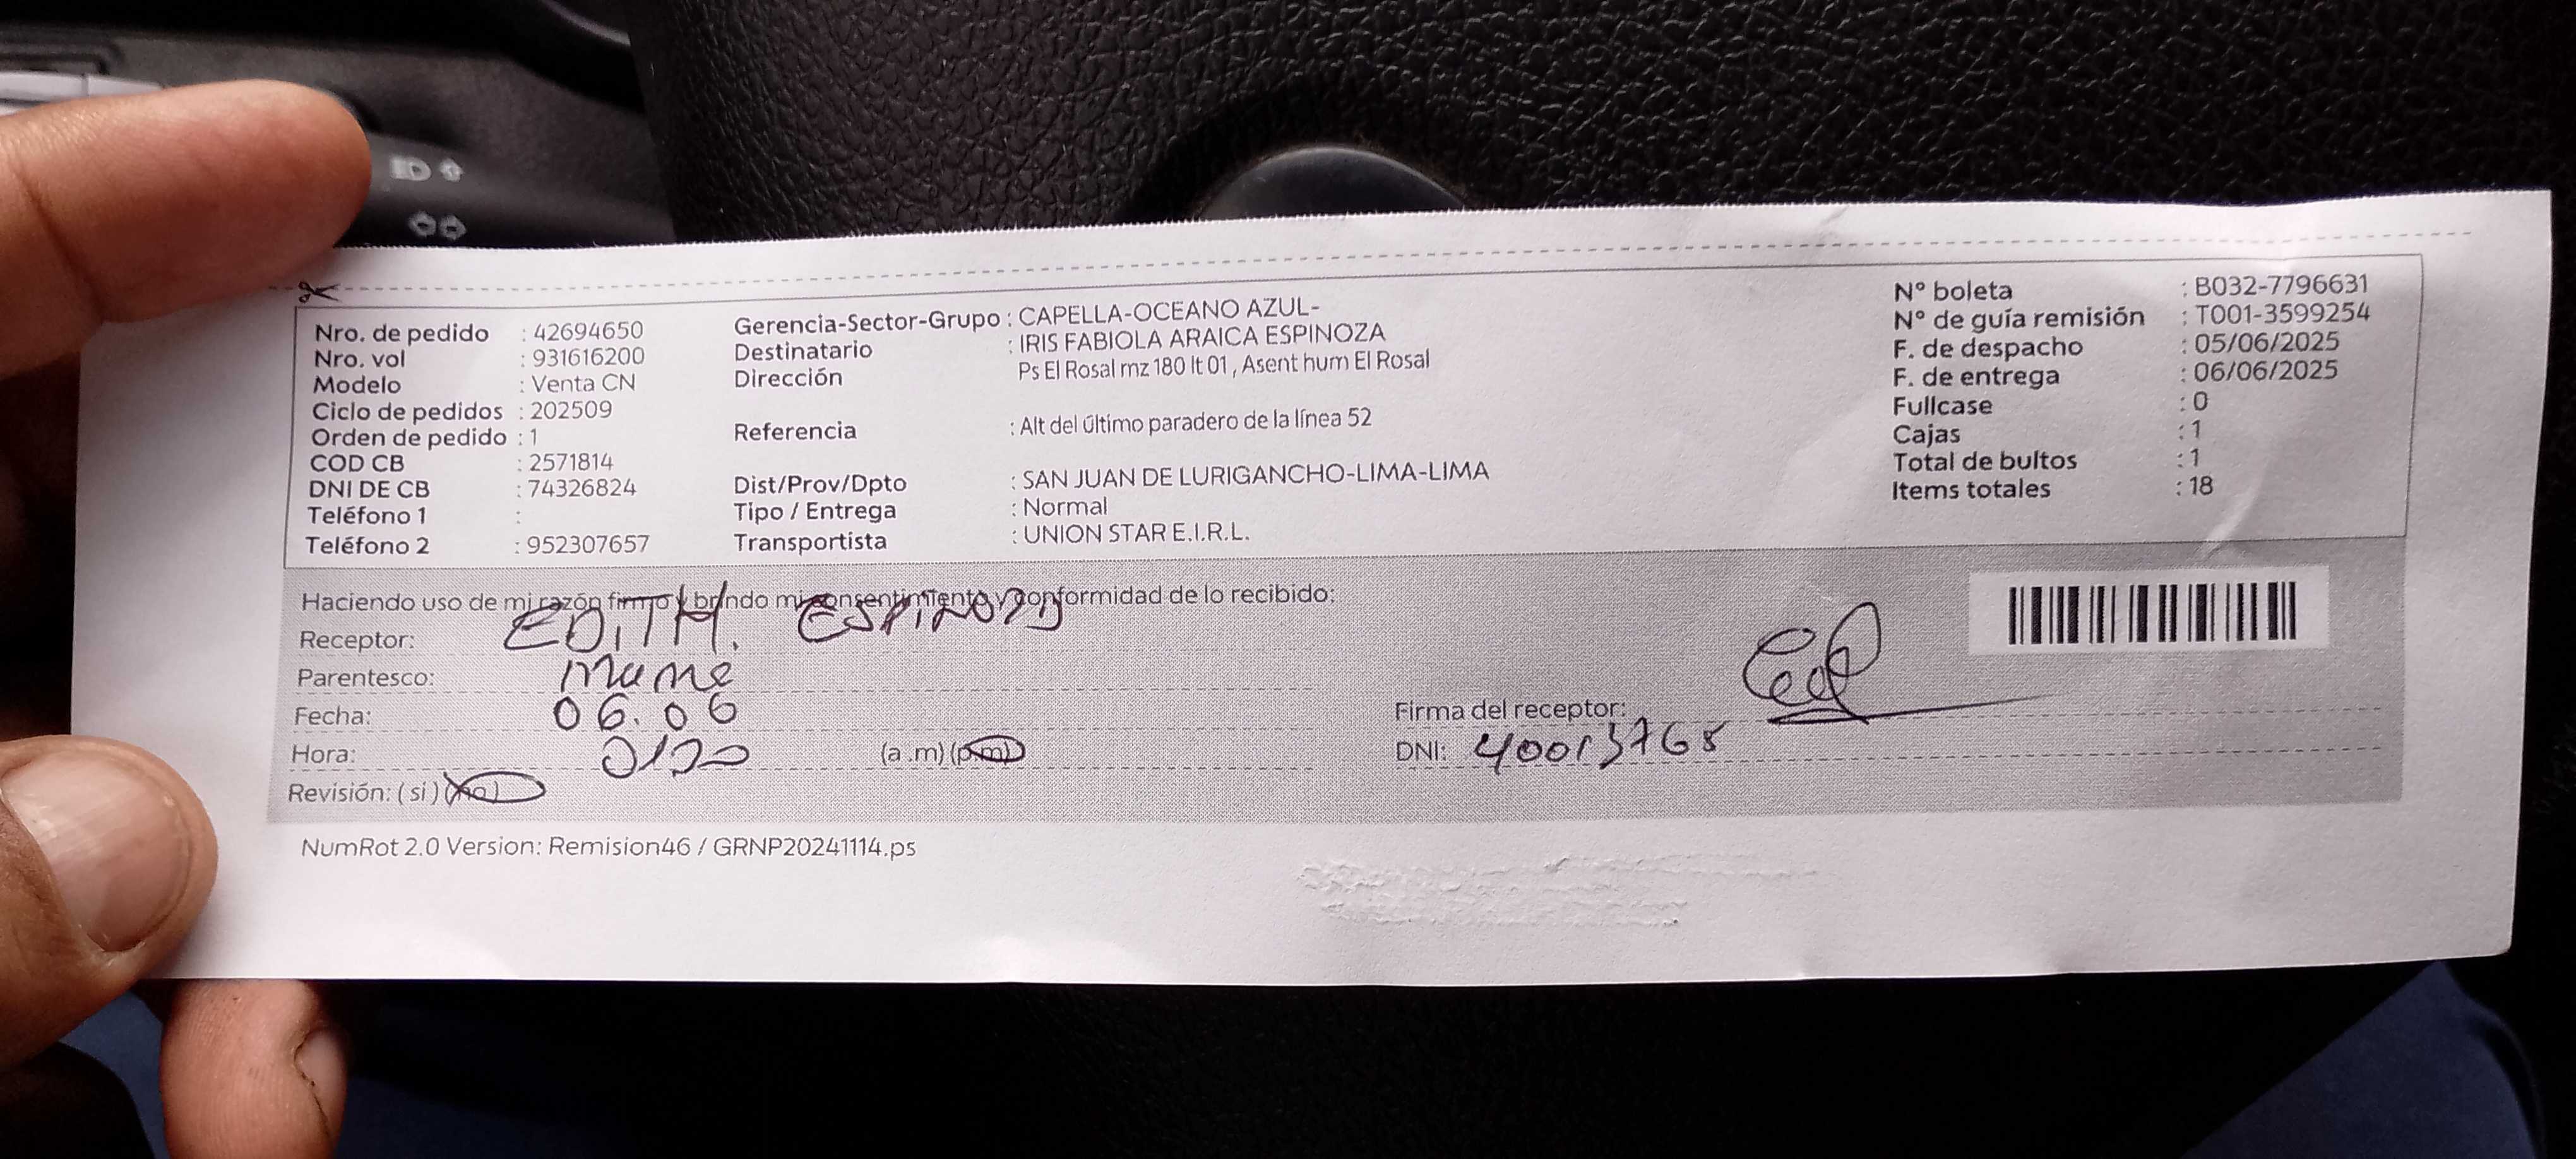 Nro. de pedido : 42694650
Nro. vol : 931616200
Modelo : Venta CN
Ciclo de pedidos : 202509
Orden de pedido : 1
COD CB : 2571814
DNI DE CB : 74326824
Teléfono 1 :
Teléfono 2 : 952307657
Gerencia-Sector-Grupo : CAPELLA-OCEANO AZUL-
Destinatario : IRIS FABIOLA ARAICA ESPINOZA
Dirección Ps El Rosal mz 180 lt 01 , Asent hum El Rosal
Referencia : Alt del último paradero de la línea 52
Dist/Prov/Dpto : SAN JUAN DE LURIGANCHO-LIMA-LIMA
Tipo / Entrega : Normal
Transportista : UNION STAR E.I.R.L.
N° boleta : B032-7796631
N° de guía remisión : T001-3599254
F. de despacho : 05/06/2025
F. de entrega : 06/06/2025
Fullcase : 0
Cajas : 1
Total de bultos : 1
Items totales : 18
Haciendo uso de mi razón firmo y brindo mi consentimiento y conformidad de lo recibido:
Receptor: EDITH. ESPINOZA
Parentesco: mama
Fecha: 06.06
Hora: (a.m) (p.m)
Revisión: (si) (no)
Firma del receptor:
DNI:
NumRot 2.0 Version: Remision46 / GRNP20241114.ps